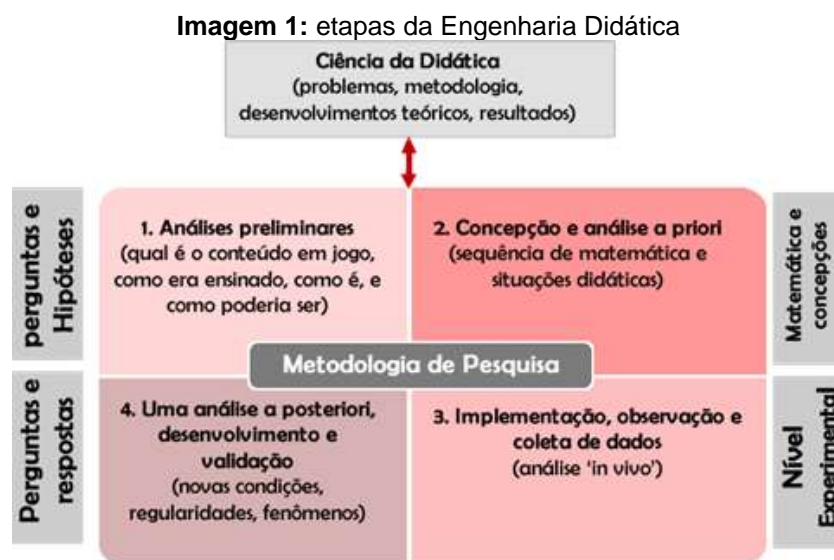 Imagem 1: etapas da Engenharia Didática
Ciência da Didática
(problemas, metodologia,
desenvolvimentos teóricos, resultados)
perguntas e
Hipóteses
1. Análises preliminares
(qual é o conteúdo em jogo,
como era ensinado, como é, e
como poderia ser)
2. Concepção e análise a priori
(sequência de matemática e
situações didáticas)
Matemática e
concepções
Metodologia de Pesquisa
Perguntas e
respostas
4. Uma análise a posteriori,
desenvolvimento e
validação
(novas condições,
regularidades, fenômenos)
3. Implementação, observação e
coleta de dados
(análise ‘in vivo’)
Nível
Experimental